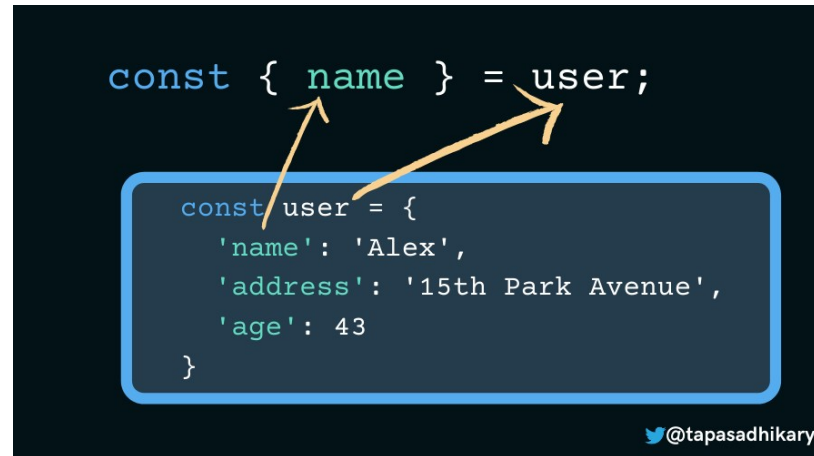 const { name } = user;
const user = {
'name': 'Alex',
'address': '15th Park Avenue',
'age': 43
}
@tapasadhikary